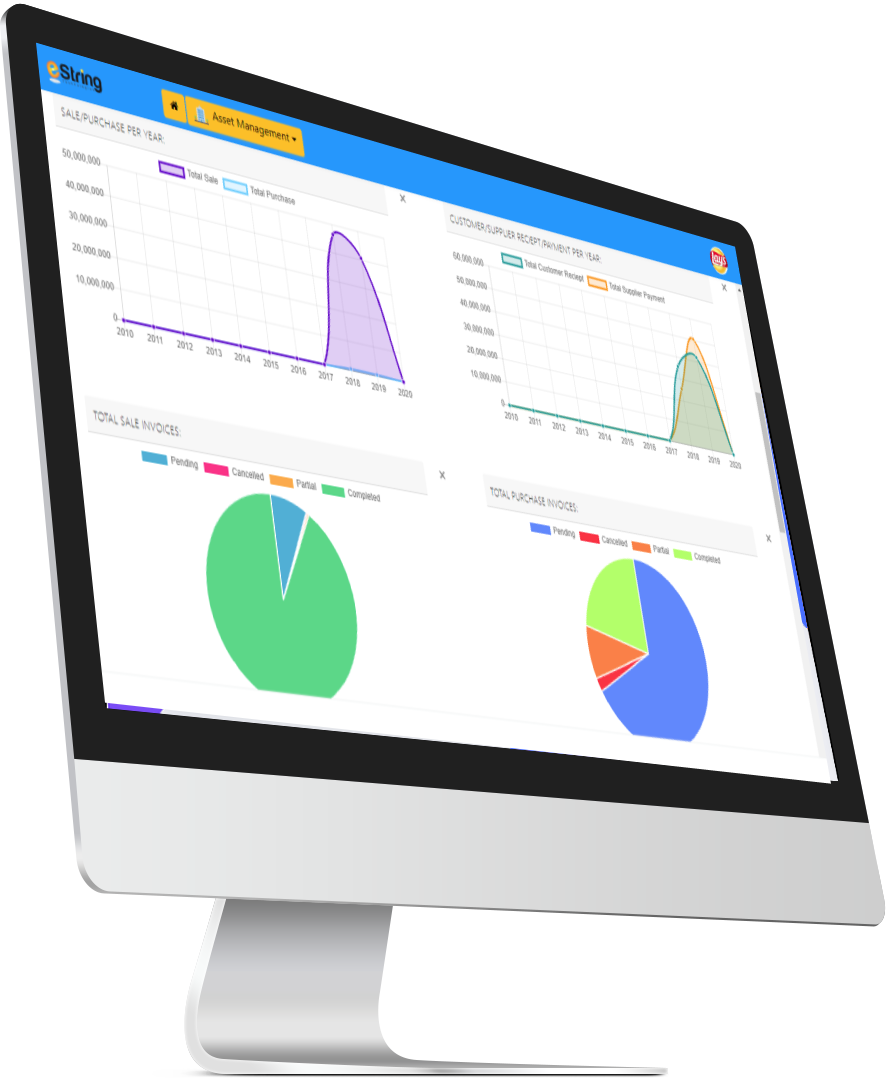 eString
Asset Management
Lay's
SALE/PURCHASE PER YEAR:
X
Total Sale
Total Purchase
50,000,000
40,000,000
30,000,000
20,000,000
10,000,000
0
2010 2011 2012 2013 2014 2015 2016 2017 2018 2019 2020
CUSTOMER/SUPPLIER RECIEPT/PAYMENT PER YEAR:
X
Total Customer Reciept
Total Supplier Payment
60,000,000
50,000,000
40,000,000
30,000,000
20,000,000
10,000,000
0
2010 2011 2012 2013 2014 2015 2016 2017 2018 2019 2020
TOTAL SALE INVOICES:
X
Pending Cancelled Partial Completed
TOTAL PURCHASE INVOICES:
X
Pending Cancelled Partial Completed